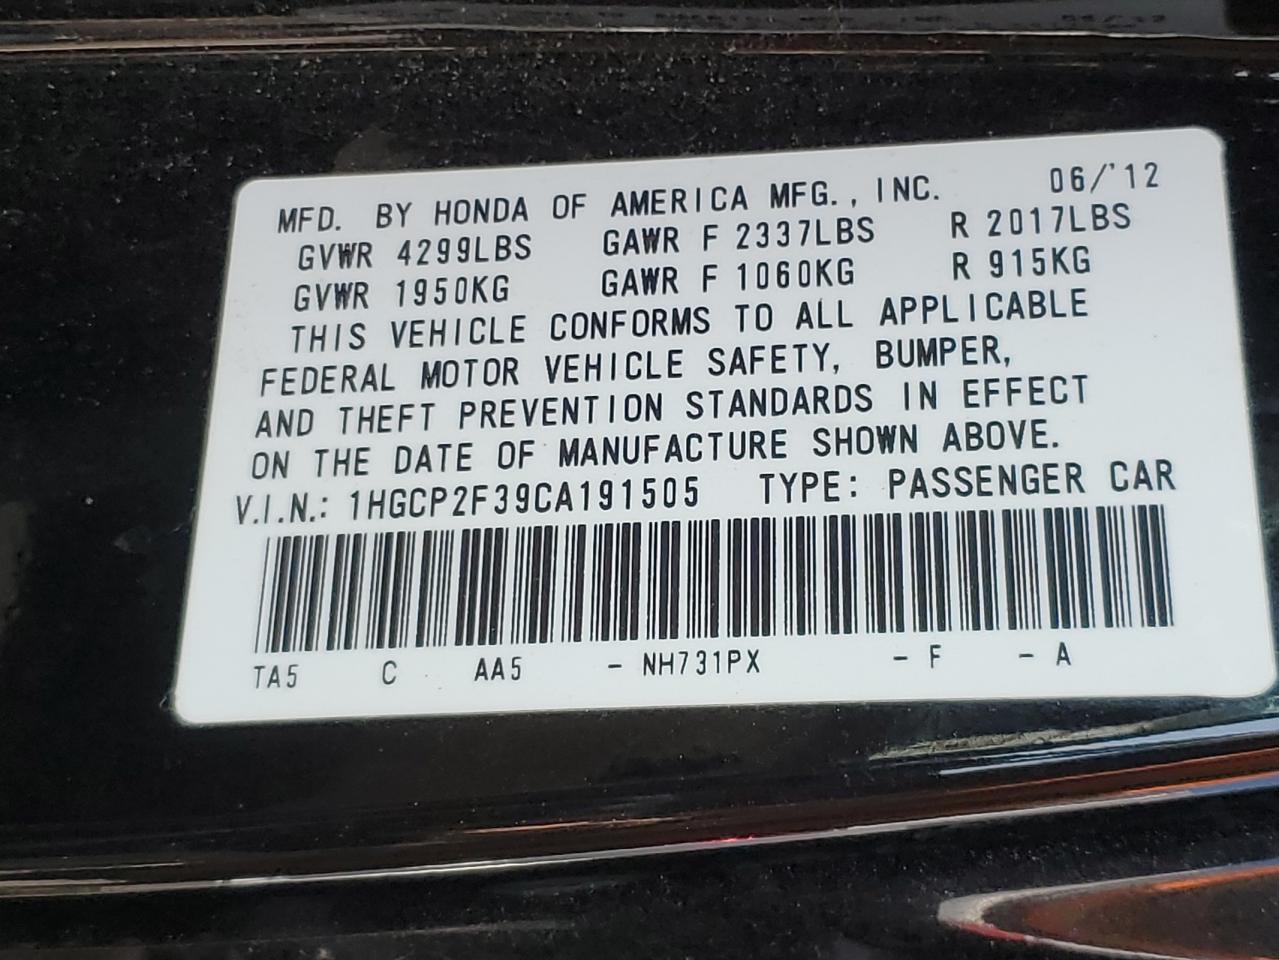 MFD. BY HONDA OF AMERICA MFG., INC. 06/'12
GVWR 4299LBS GAWR F 2337LBS R 2017LBS
GVWR 1950KG GAWR F 1060KG R 915KG
THIS VEHICLE CONFORMS TO ALL APPLICABLE
FEDERAL MOTOR VEHICLE SAFETY, BUMPER,
AND THEFT PREVENTION STANDARDS IN EFFECT
ON THE DATE OF MANUFACTURE SHOWN ABOVE.
V.I.N.: 1HGCP2F39CA191505 TYPE: PASSENGER CAR
TA5 C AA5 - NH731PX - F - A